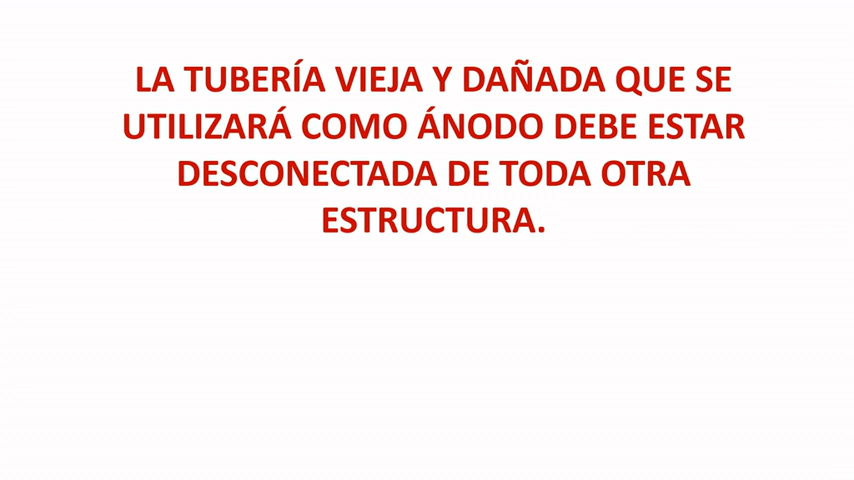 LA TUBERÍA VIEJA Y DAÑADA QUE SE
UTILIZARÁ COMO ÁNODO DEBE ESTAR
DESCONECTADA DE TODA OTRA
ESTRUCTURA.